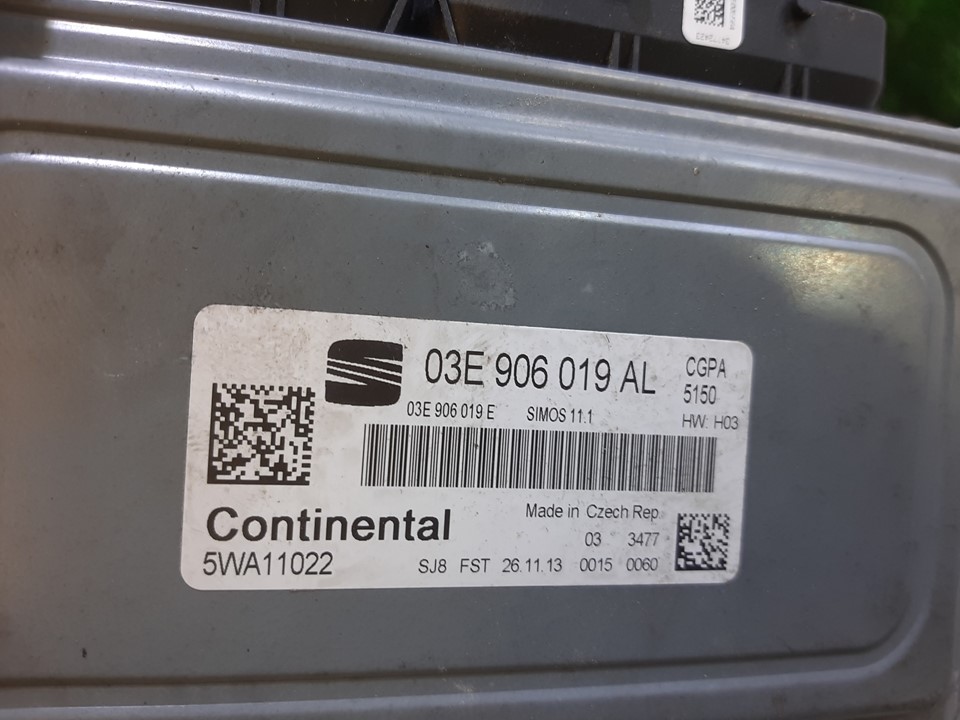 03E 906 019 AL
CGPA
5150
03E 906 019 E SIMOS 11.1
HW: H03
Continental
Made in Czech Rep.
03 3477
5WA11022
SJ8 FST 26.11.13 0015 0060